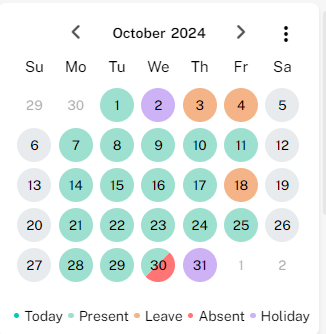 October 2024
Su Mo Tu We Th Fr Sa
29 30 1 2 3 4 5
6 7 8 9 10 11 12
13 14 15 16 17 18 19
20 21 22 23 24 25 26
27 28 29 30 31 1 2
Today Present Leave Absent Holiday